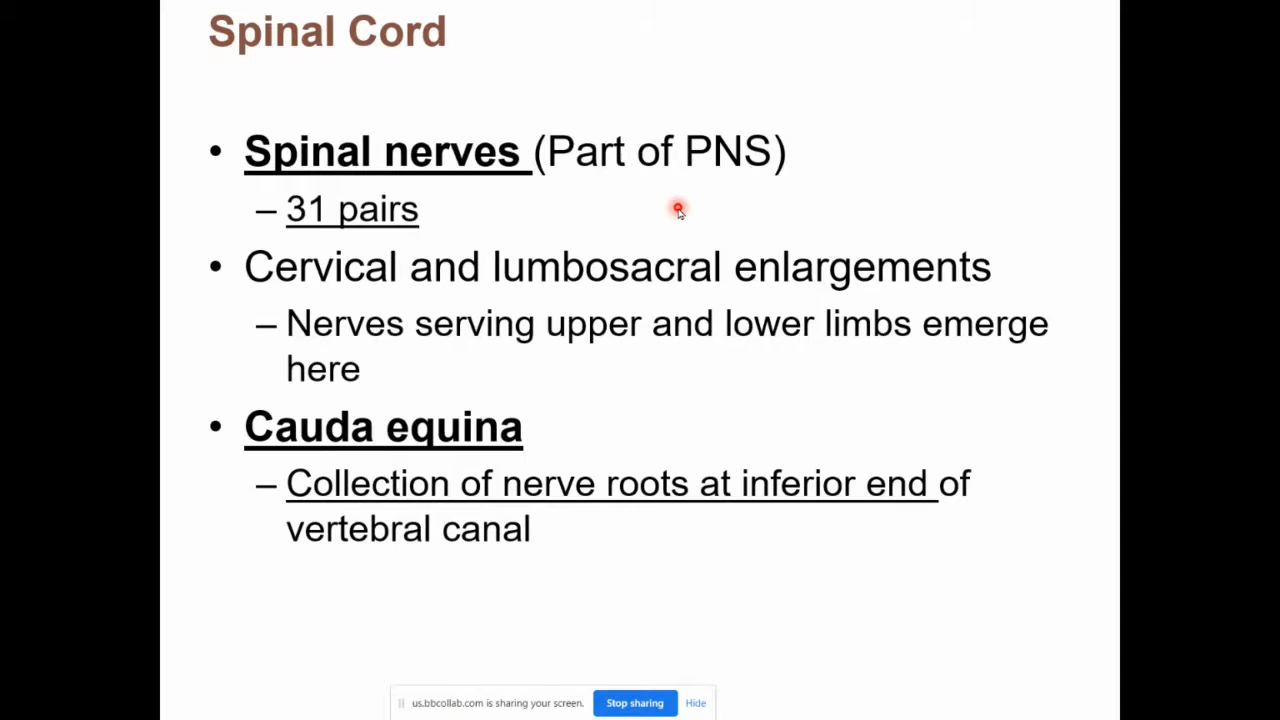 Spinal Cord
• Spinal nerves (Part of PNS)
– 31 pairs
• Cervical and lumbosacral enlargements
– Nerves serving upper and lower limbs emerge
here
• Cauda equina
– Collection of nerve roots at inferior end of
vertebral canal
us.bbcollab.com is sharing your screen. Stop sharing Hide